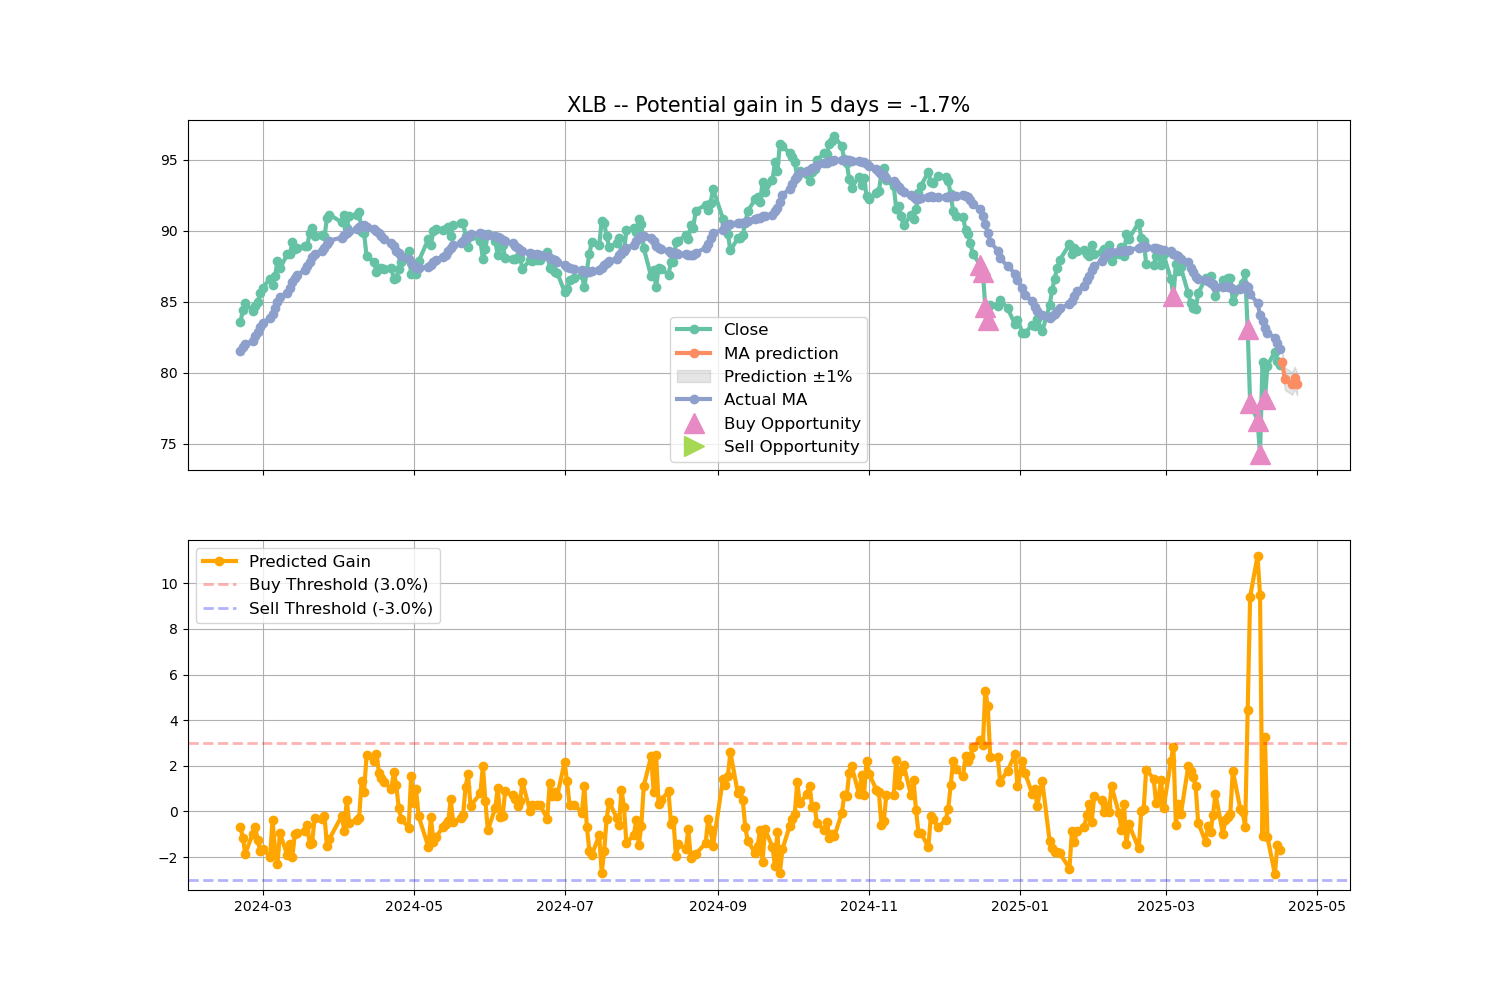 XLB -- Potential gain in 5 days = -1.7%
95
90
85
80
75
Close
MA prediction
Prediction ±1%
Actual MA
Buy Opportunity
Sell Opportunity
10
8
6
4
2
0
−2
Predicted Gain
Buy Threshold (3.0%)
Sell Threshold (-3.0%)
2024-03 2024-05 2024-07 2024-09 2024-11 2025-01 2025-03 2025-05